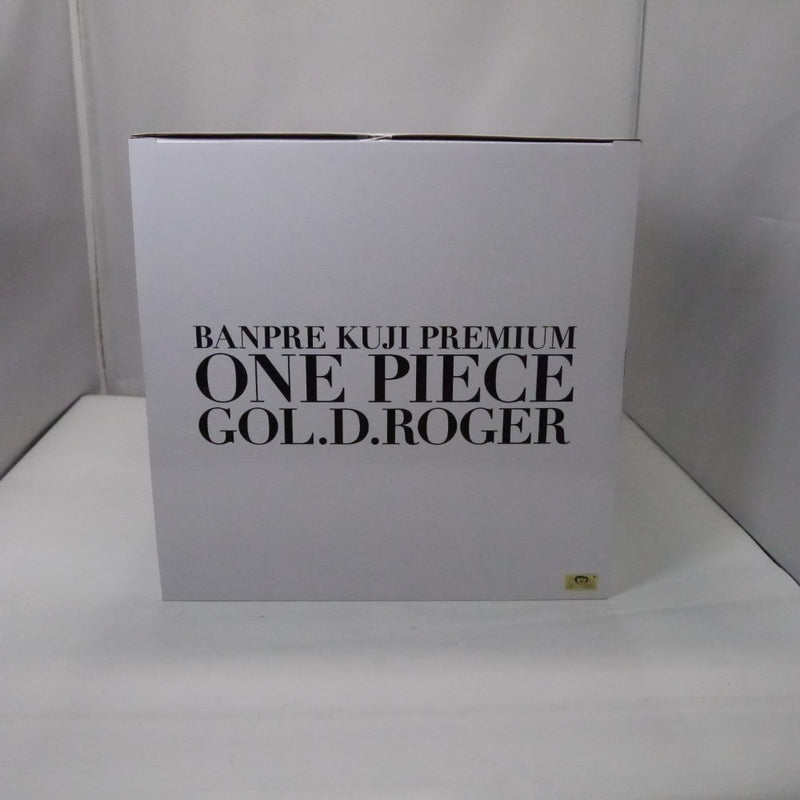 BANPRE KUJI PREMIUM
ONE PIECE
GOL.D.ROGER